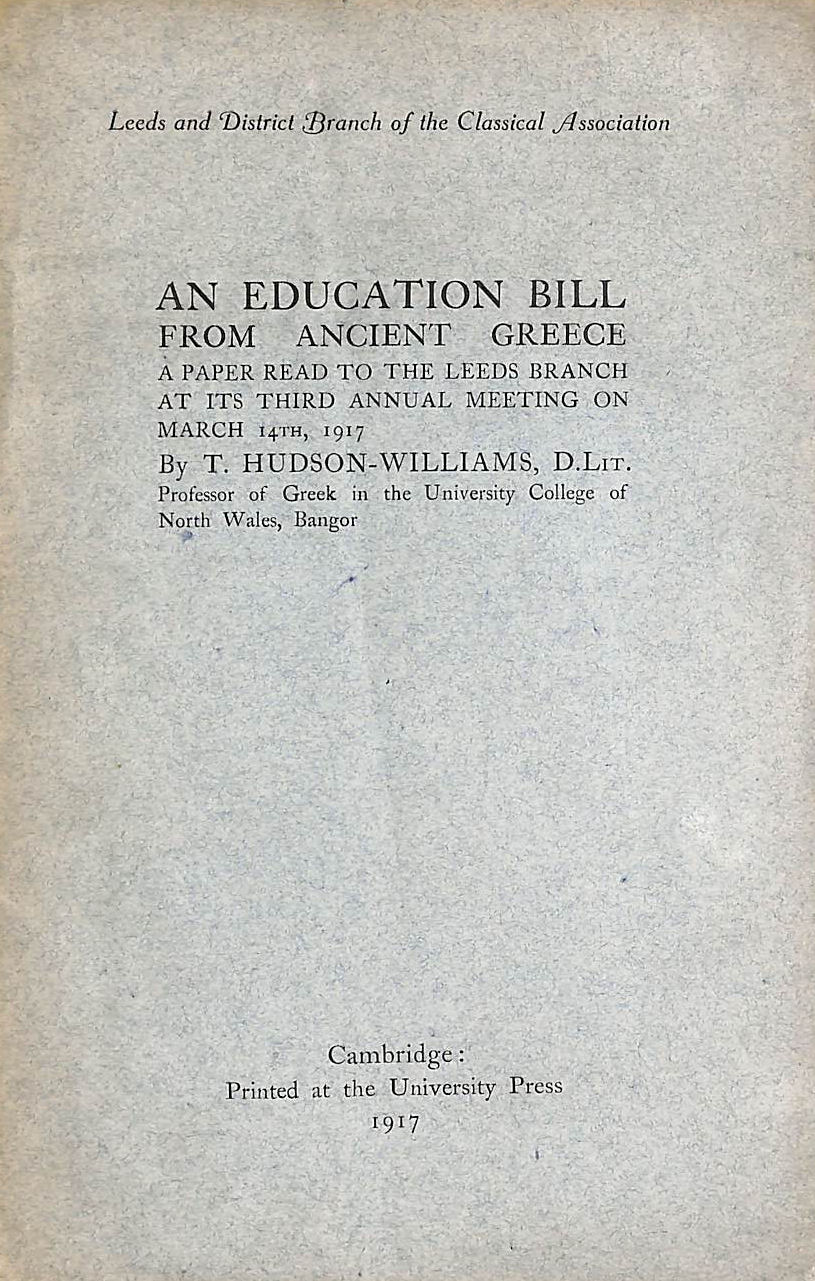 Leeds and District Branch of the Classical Association
AN EDUCATION BILL
FROM ANCIENT GREECE
A PAPER READ TO THE LEEDS BRANCH
AT ITS THIRD ANNUAL MEETING ON
MARCH 14TH, 1917
By T. HUDSON-WILLIAMS, D.LIT.
Professor of Greek in the University College of
North Wales, Bangor
Cambridge:
Printed at the University Press
1917